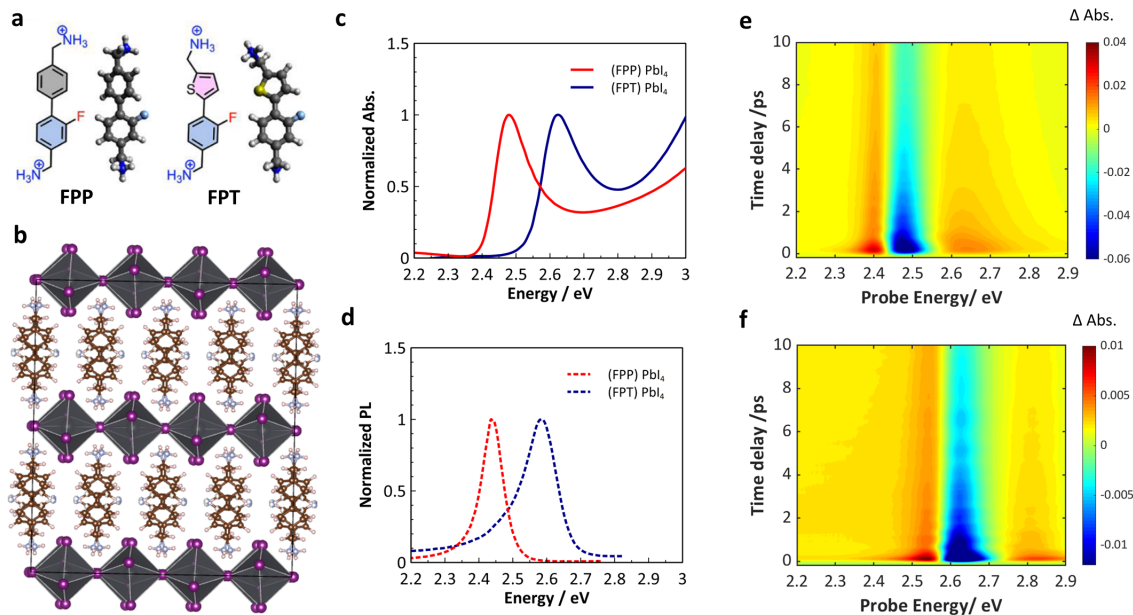 a
NH3
⊕
F
H3N
⊕
FPP
⊕
NH3
S
F
H3N
⊕
FPT
b
c
Normalized Abs.
1.5
1
0.5
0
(FPP) PbI4
(FPT) PbI4
2.2 2.3 2.4 2.5 2.6 2.7 2.8 2.9 3
Energy / eV
d
Normalized PL
1.5
1
0.5
0
(FPP) PbI4
(FPT) PbI4
2.2 2.3 2.4 2.5 2.6 2.7 2.8 2.9 3
Energy / eV
e
Δ Abs.
Time delay /ps
10
8
6
4
2
0
2.2 2.3 2.4 2.5 2.6 2.7 2.8 2.9
Probe Energy/ eV
0.04
0.02
0
-0.02
-0.04
-0.06
f
Δ Abs.
Time delay /ps
10
8
6
4
2
0
2.2 2.3 2.4 2.5 2.6 2.7 2.8 2.9
Probe Energy/ eV
0.01
0.005
0
-0.005
-0.01